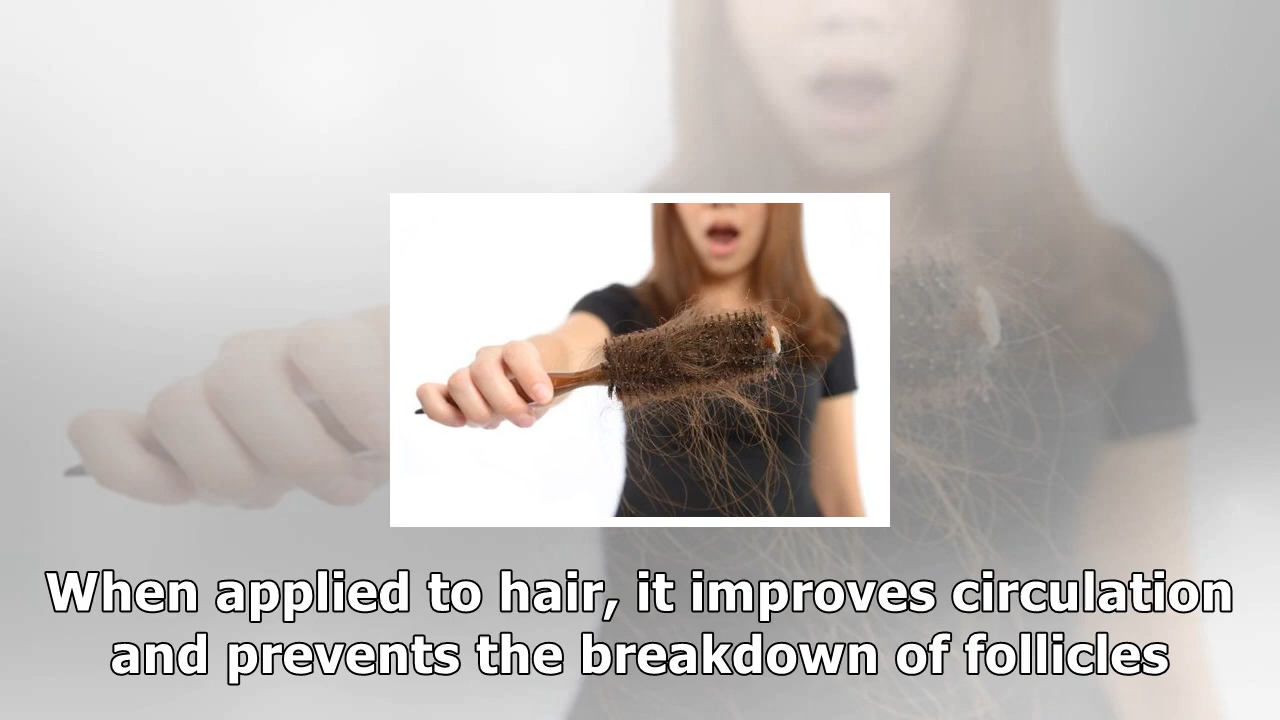 When applied to hair, it improves circulation
and prevents the breakdown of follicles